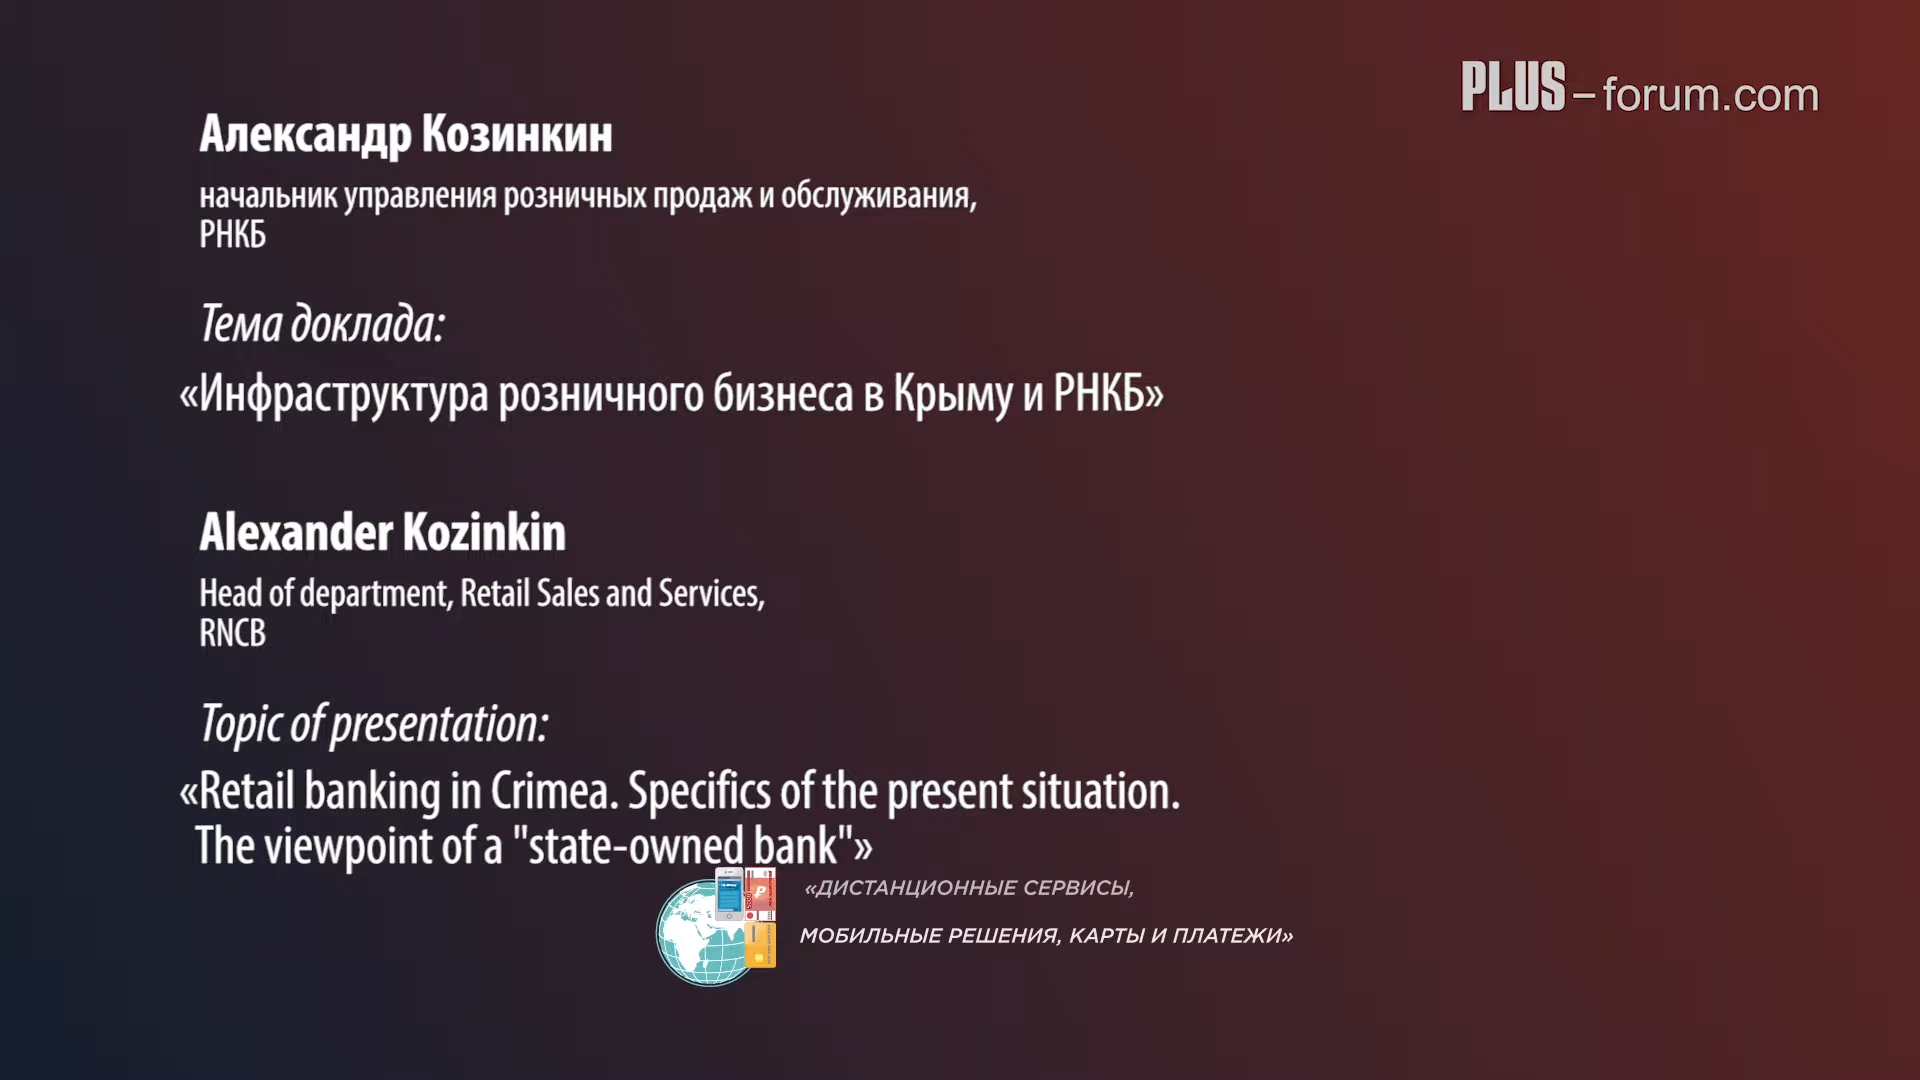 PLUS–forum.com
Александр Козинкин
начальник управления розничных продаж и обслуживания,
РНКБ
Тема доклада:
«Инфраструктура розничного бизнеса в Крыму и РНКБ»
Alexander Kozinkin
Head of department, Retail Sales and Services,
RNCB
Topic of presentation:
«Retail banking in Crimea. Specifics of the present situation.
The viewpoint of a "state-owned bank"»
«ДИСТАНЦИОННЫЕ СЕРВИСЫ,
МОБИЛЬНЫЕ РЕШЕНИЯ, КАРТЫ И ПЛАТЕЖИ»